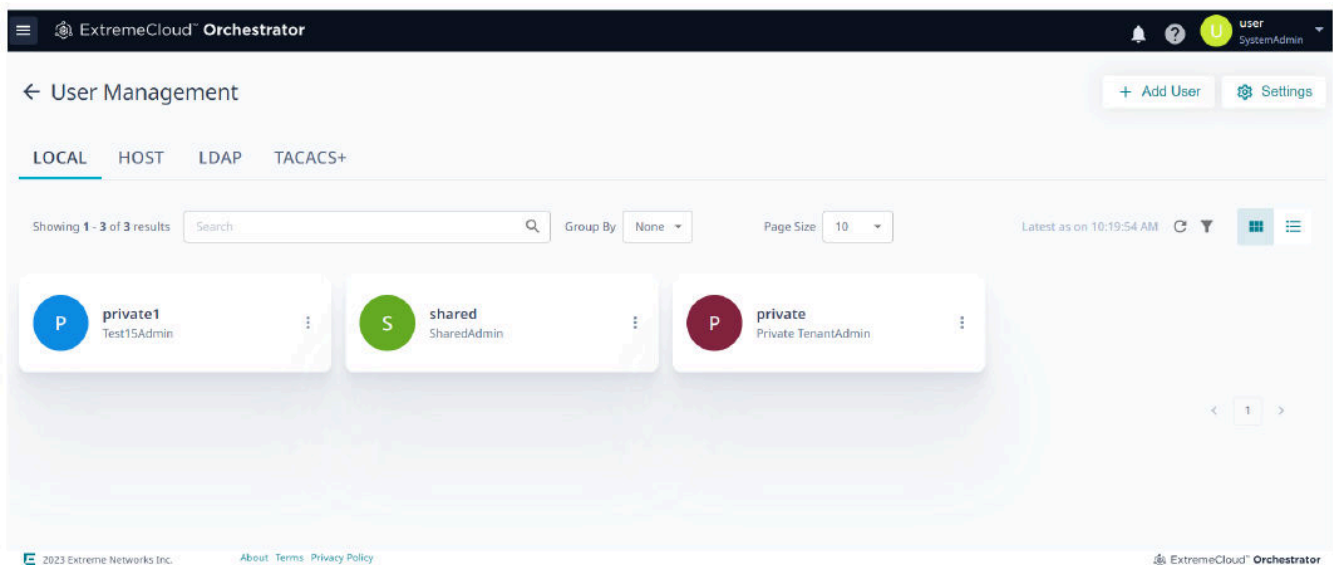 ExtremeCloud™ Orchestrator
U
user
SystemAdmin
User Management
+ Add User
Settings
LOCAL
HOST
LDAP
TACACS+
Showing 1 - 3 of 3 results
Search
Group By
None
Page Size
10
Latest as on 10:19:54 AM
P
private1
Test15Admin
S
shared
SharedAdmin
P
private
Private TenantAdmin
< 1 >
2023 Extreme Networks Inc.
About Terms Privacy Policy
ExtremeCloud™ Orchestrator